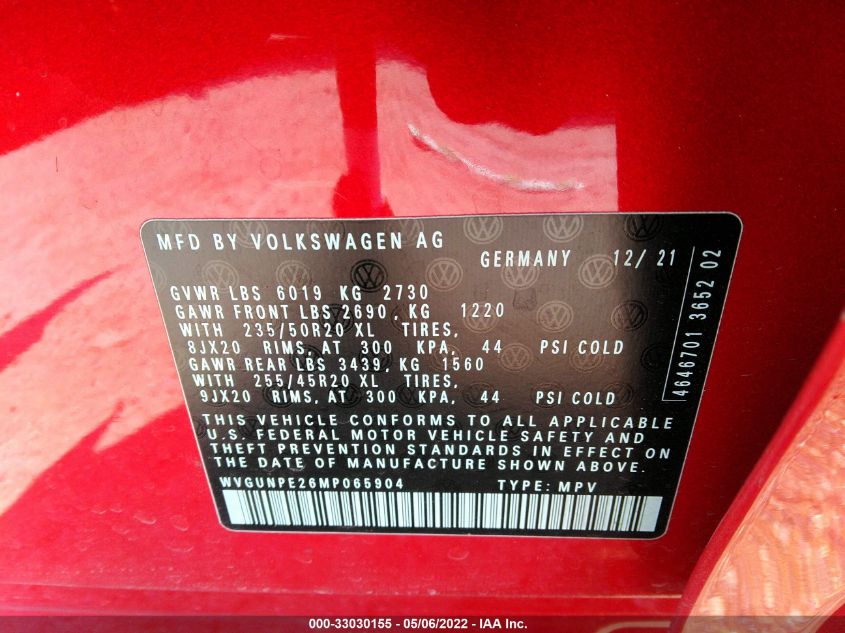 MFD BY VOLKSWAGEN AG
GERMANY 12/ 21
GVWR LBS 6019 KG 2730
GAWR FRONT LBS 2690, KG 1220
WITH 235/50R20 XL TIRES,
8JX20 RIMS, AT 300 KPA, 44 PSI COLD
GAWR REAR LBS 3439, KG 1560
WITH 255/45R20 XL TIRES,
9JX20 RIMS, AT 300 KPA, 44 PSI COLD
THIS VEHICLE CONFORMS TO ALL APPLICABLE
U.S. FEDERAL MOTOR VEHICLE SAFETY AND
THEFT PREVENTION STANDARDS IN EFFECT ON
THE DATE OF MANUFACTURE SHOWN ABOVE.
WVGUNPE26MP065904 TYPE: MPV
4646701 3652 02
000-33030155 - 05/06/2022 - IAA Inc.